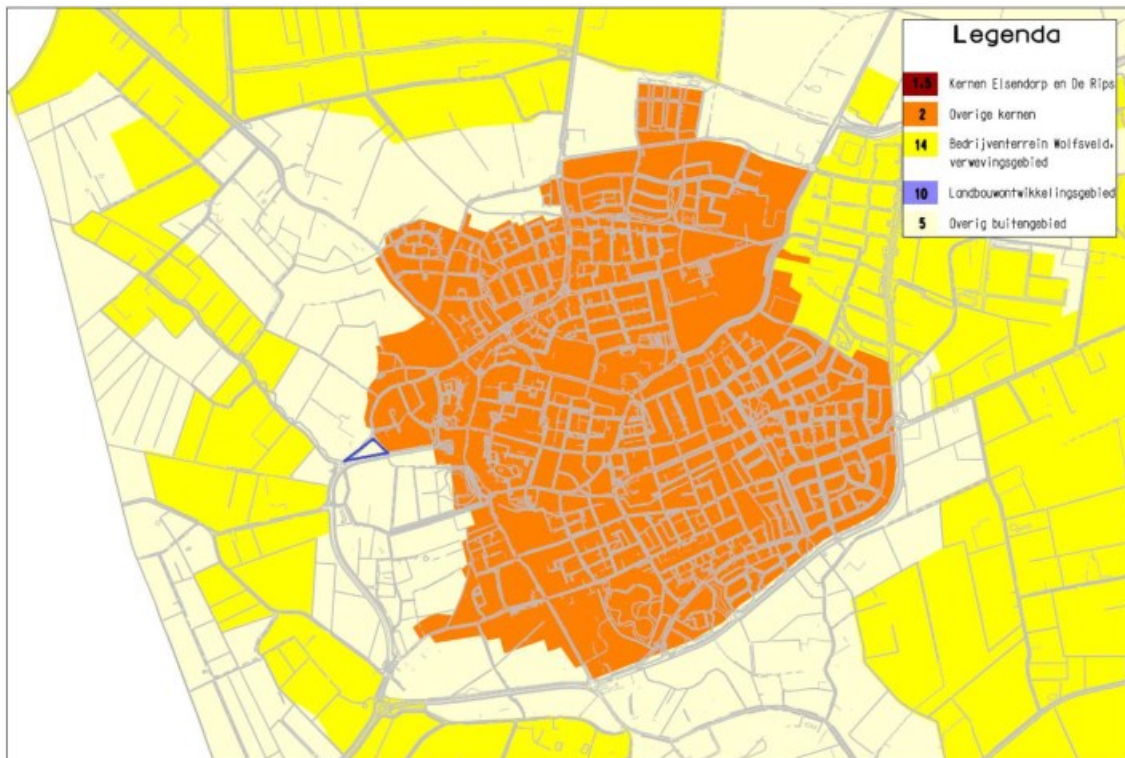 Legenda
1.5 Kernen Elsendorp en De Rips
2 Overige kernen
14 Bedrijventerrein Wolfsveld,
verwevingsgebied
10 Landbouwontwikkelingsgebied
5 Overig buitengebied